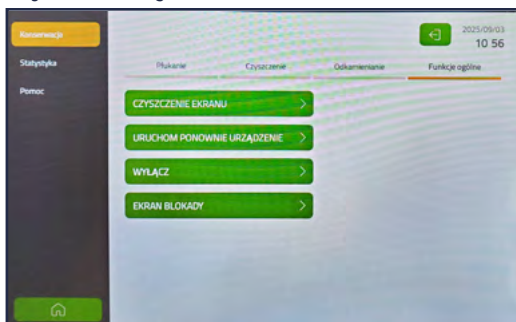 Konserwacja
2025/09/03
10 56
Statystyka
Płukanie
Czyszczenie
Odkamienianie
Funkcje ogólne
Pomoc
CZYSZCZENIE EKRANU
URUCHOM PONOWNIE URZĄDZENIE
WYŁĄCZ
EKRAN BLOKADY